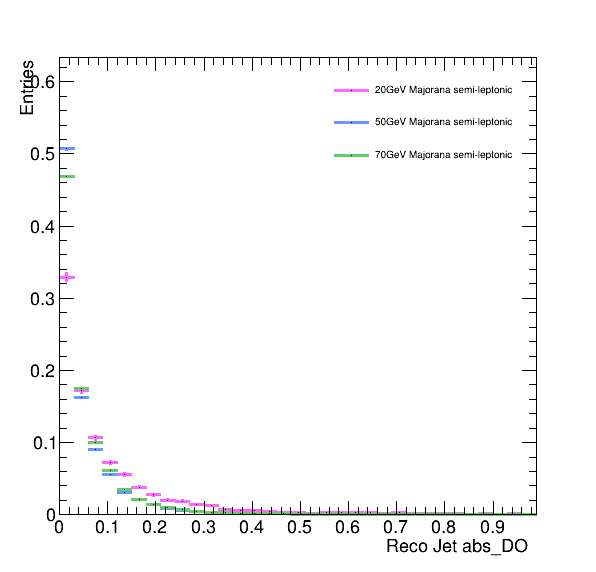 Entries
0.6
0.5
0.4
0.3
0.2
0.1
0
20GeV Majorana semi-leptonic
50GeV Majorana semi-leptonic
70GeV Majorana semi-leptonic
0 0.1 0.2 0.3 0.4 0.5 0.6 0.7 0.8 0.9
Reco Jet abs_DO